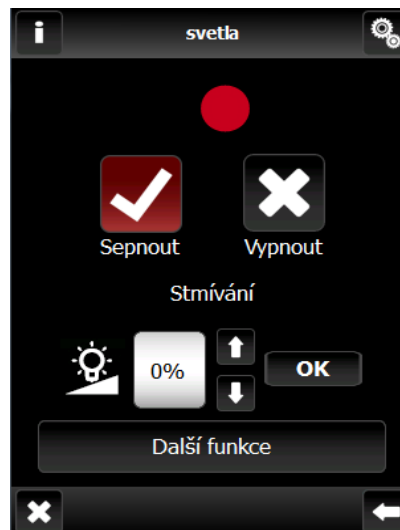 i
svetla
Sepnout
Vypnout
Stmívání
0%
OK
Další funkce